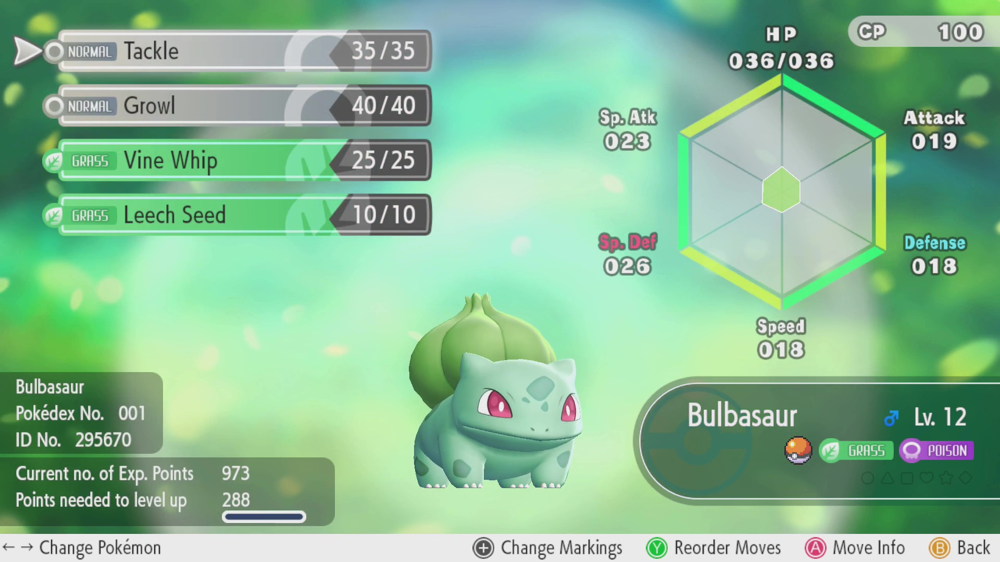 NORMAL Tackle 35/35
NORMAL Growl 40/40
GRASS Vine Whip 25/25
GRASS Leech Seed 10/10
CP 100
HP
036/036
Sp. Atk
023
Attack
019
Sp. Def
026
Defense
018
Speed
018
Bulbasaur
Pokédex No. 001
ID No. 295670
Current no. of Exp. Points 973
Points needed to level up 288
Bulbasaur ♂ Lv. 12
GRASS POISON
← → Change Pokémon + Change Markings Y Reorder Moves A Move Info B Back